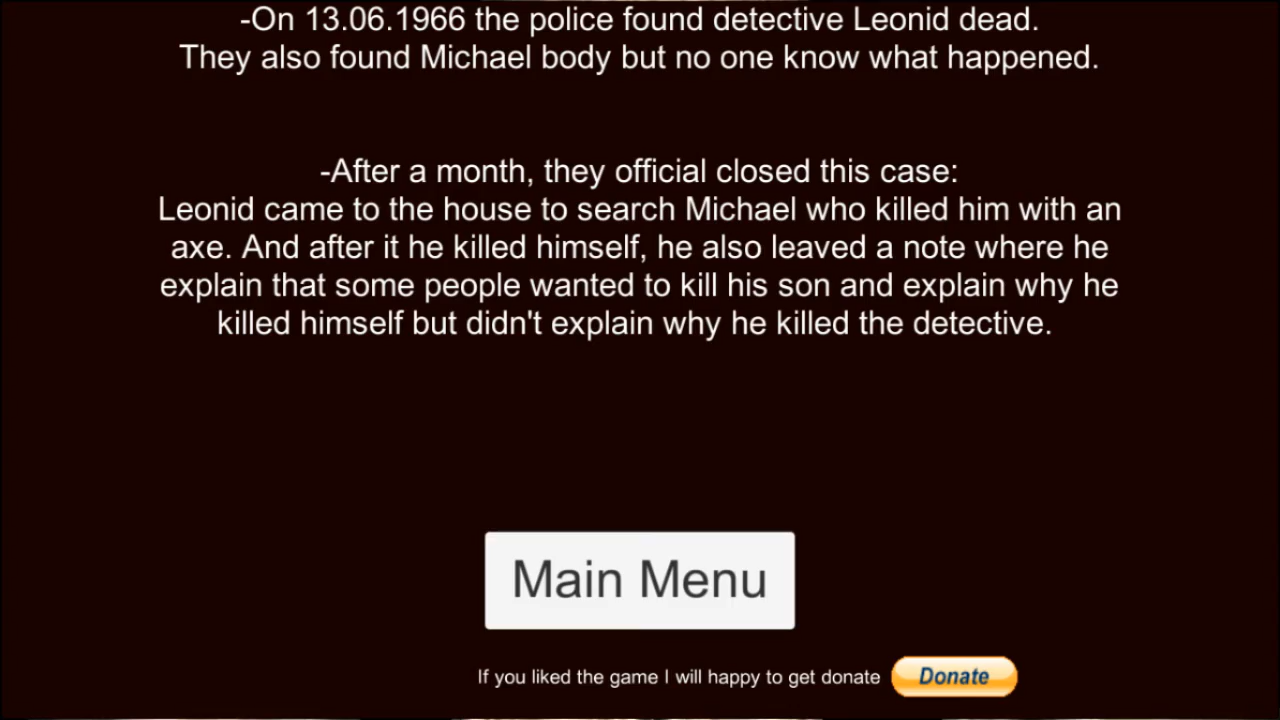 -On 13.06.1966 the police found detective Leonid dead.
They also found Michael body but no one know what happened.
-After a month, they official closed this case:
Leonid came to the house to search Michael who killed him with an
axe. And after it he killed himself, he also leaved a note where he
explain that some people wanted to kill his son and explain why he
killed himself but didn't explain why he killed the detective.
Main Menu
If you liked the game I will happy to get donate
Donate